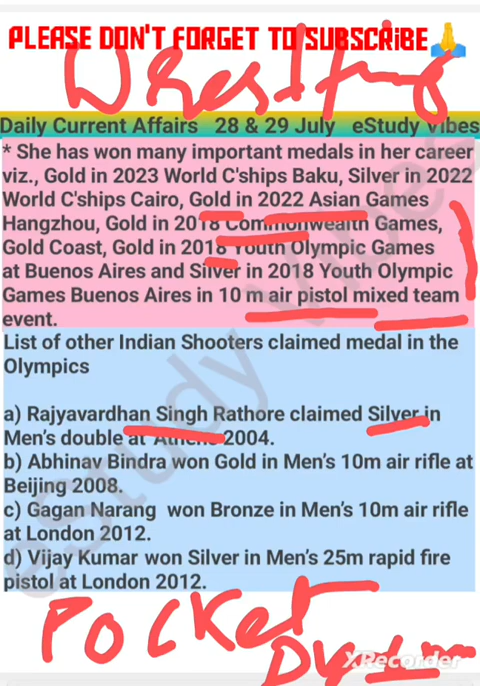 PLEASE DON'T FORGET TO SUBSCRIBE🙏
Wrestling
Daily Current Affairs 28 & 29 July eStudy Vibes
* She has won many important medals in her career
viz., Gold in 2023 World C'ships Baku, Silver in 2022
World C'ships Cairo, Gold in 2022 Asian Games
Hangzhou, Gold in 2018 Commonwealth Games,
Gold Coast, Gold in 2018 Youth Olympic Games
at Buenos Aires and Silver in 2018 Youth Olympic
Games Buenos Aires in 10 m air pistol mixed team
event.
List of other Indian Shooters claimed medal in the
Olympics
a) Rajyavardhan Singh Rathore claimed Silver in
Men's double at Athens 2004.
b) Abhinav Bindra won Gold in Men's 10m air rifle at
Beijing 2008.
c) Gagan Narang won Bronze in Men's 10m air rifle
at London 2012.
d) Vijay Kumar won Silver in Men's 25m rapid fire
pistol at London 2012.
Pocket
XRecorder